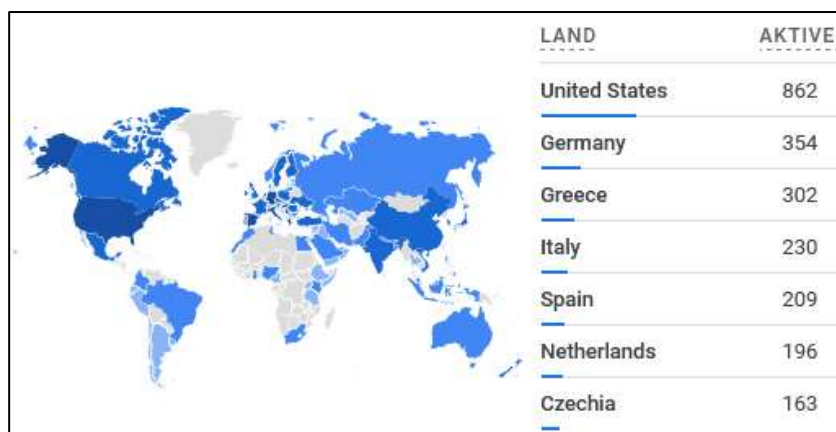 LAND AKTIVE
United States 862
Germany 354
Greece 302
Italy 230
Spain 209
Netherlands 196
Czechia 163